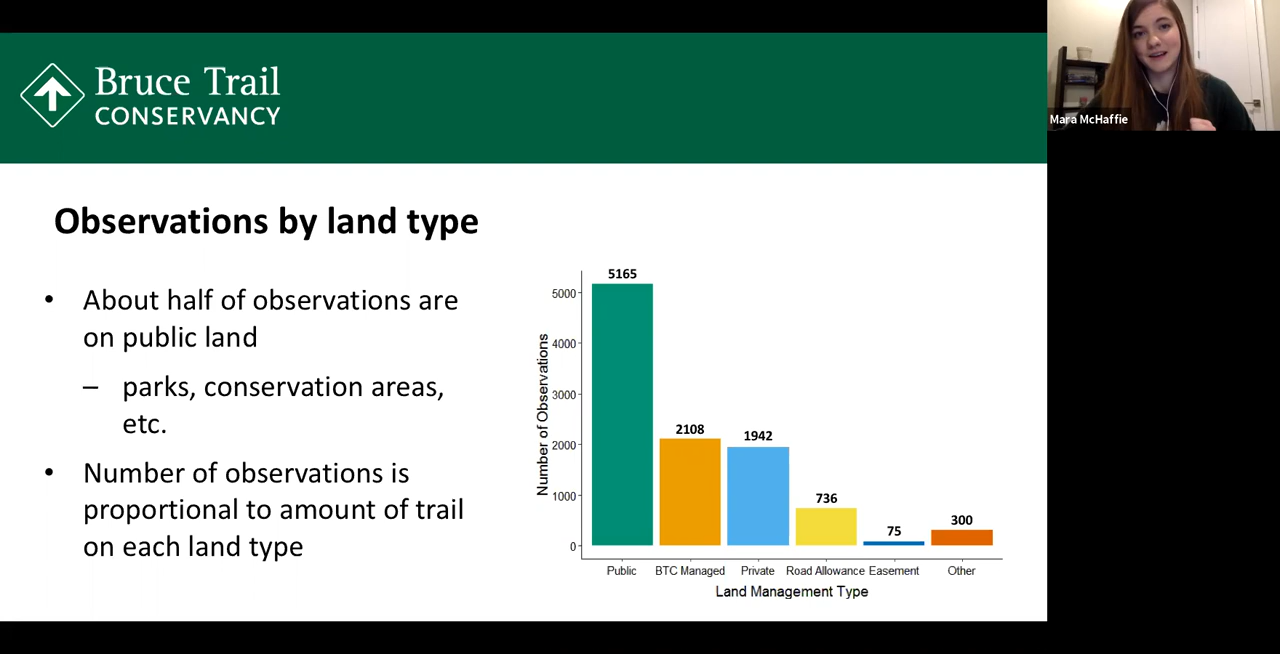 Bruce Trail
CONSERVANCY
Mara McHaffie
Observations by land type
• About half of observations are
on public land
– parks, conservation areas,
etc.
• Number of observations is
proportional to amount of trail
on each land type
Number of Observations
5000
4000
3000
2000
1000
0
5165
2108
1942
736
75
300
Public BTC Managed Private Road Allowance Easement Other
Land Management Type